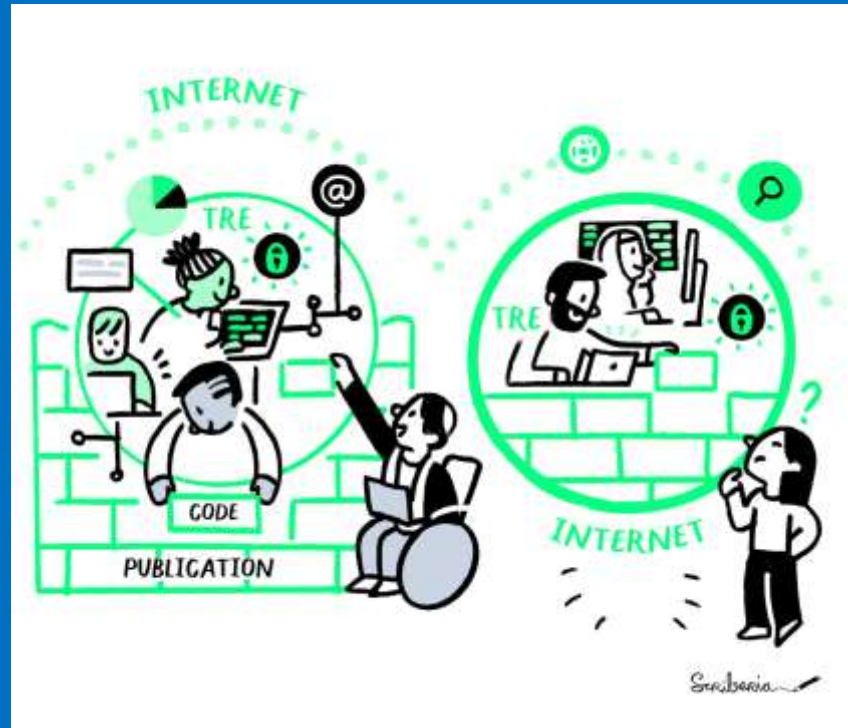 INTERNET
TRE
@
CODE
PUBLICATION
TRE
?
INTERNET
Scriberia